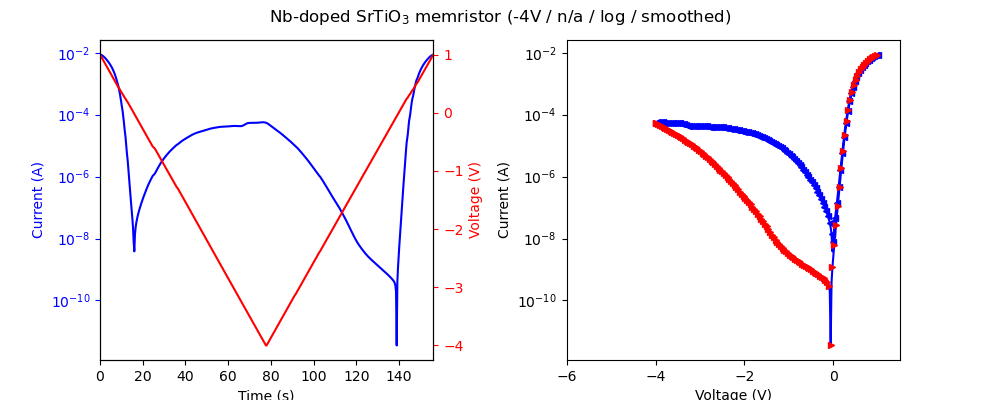 Nb-doped SrTiO₃ memristor (-4V / n/a / log / smoothed)
Current (A)
10⁻²
10⁻⁴
10⁻⁶
10⁻⁸
10⁻¹⁰
0 20 40 60 80 100 120 140
Time (s)
1
0
−1
−2
−3
−4
Voltage (V)
Current (A)
10⁻²
10⁻⁴
10⁻⁶
10⁻⁸
10⁻¹⁰
−6 −4 −2 0
Voltage (V)